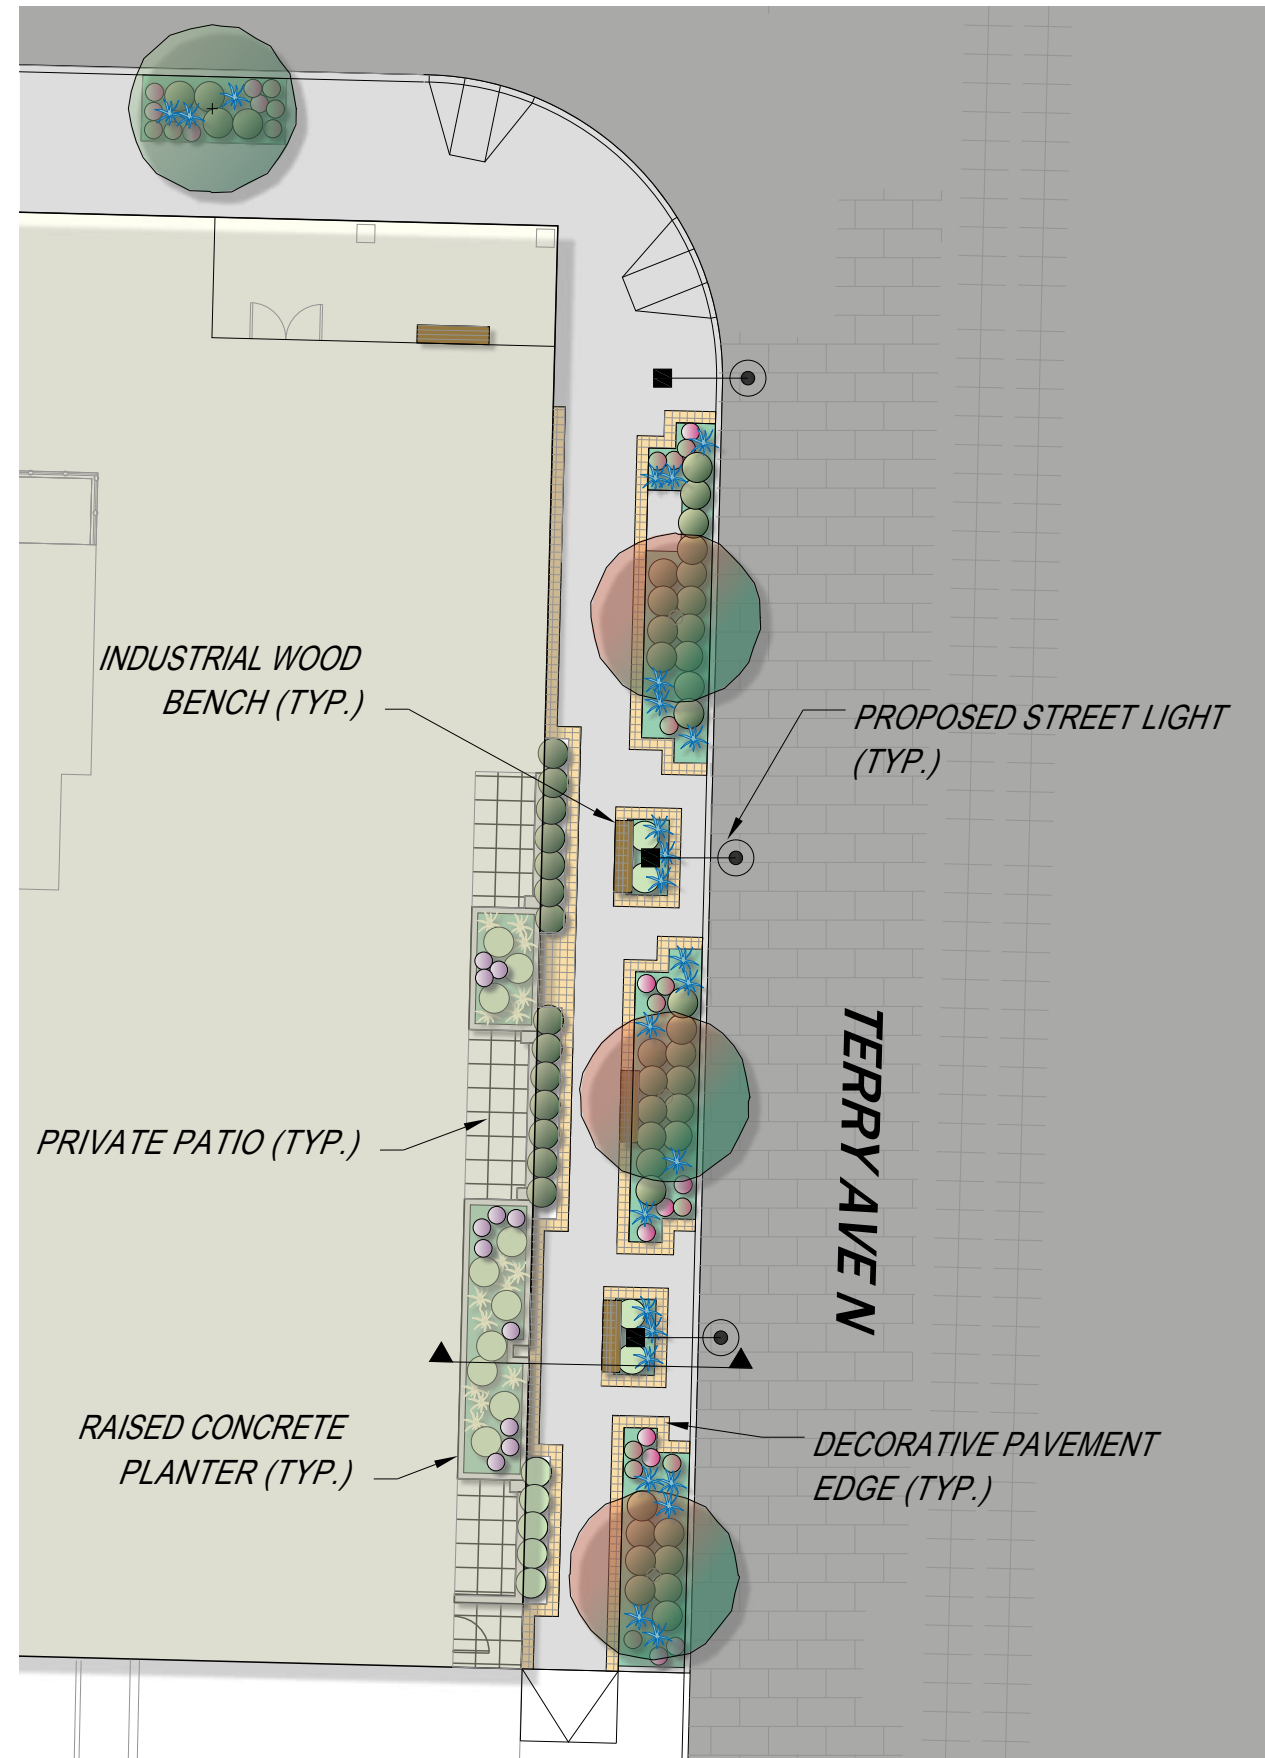 INDUSTRIAL WOOD
BENCH (TYP.)
PROPOSED STREET LIGHT
(TYP.)
TERRY AVE N
PRIVATE PATIO (TYP.)
RAISED CONCRETE
PLANTER (TYP.)
DECORATIVE PAVEMENT
EDGE (TYP.)